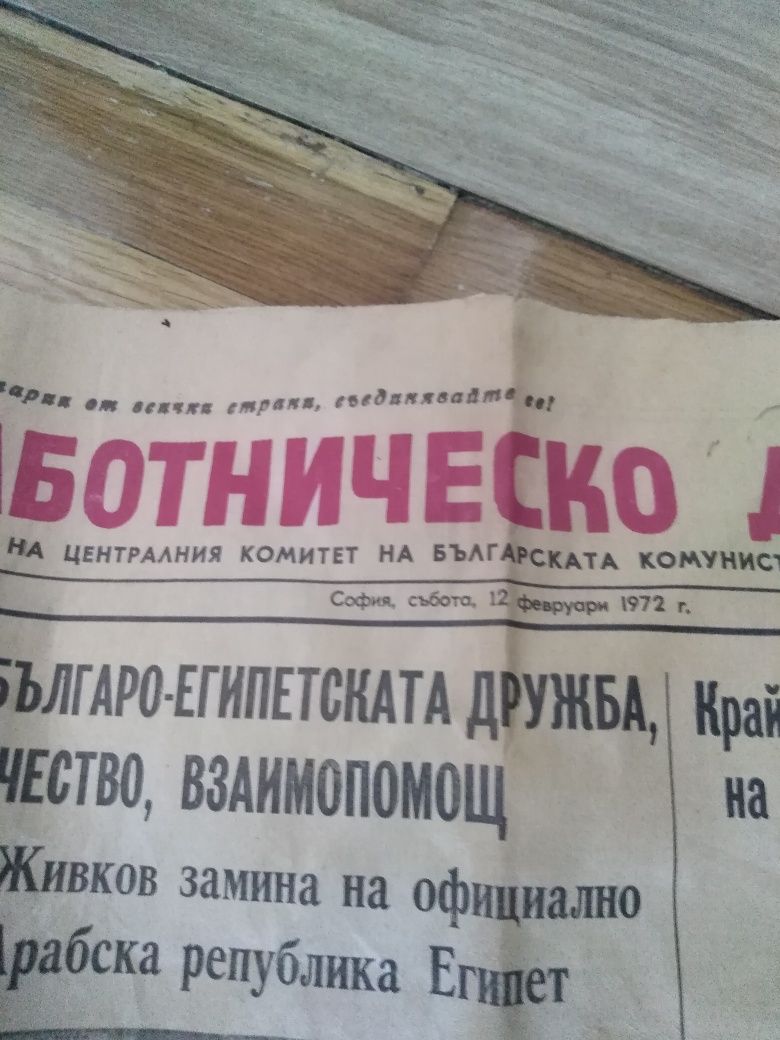 от всички страни, съединявайте се!
АБОТНИЧЕСКО Д
НА ЦЕНТРАЛНИЯ КОМИТЕТ НА БЪЛГАРСКАТА КОМУНИСТ
София, събота, 12 февруари 1972 г.
БЪЛГАРО-ЕГИПЕТСКАТА ДРУЖБА,
ЧЕСТВО, ВЗАИМОПОМОЩ
Живков замина на официално
Арабска република Египет
Край
на